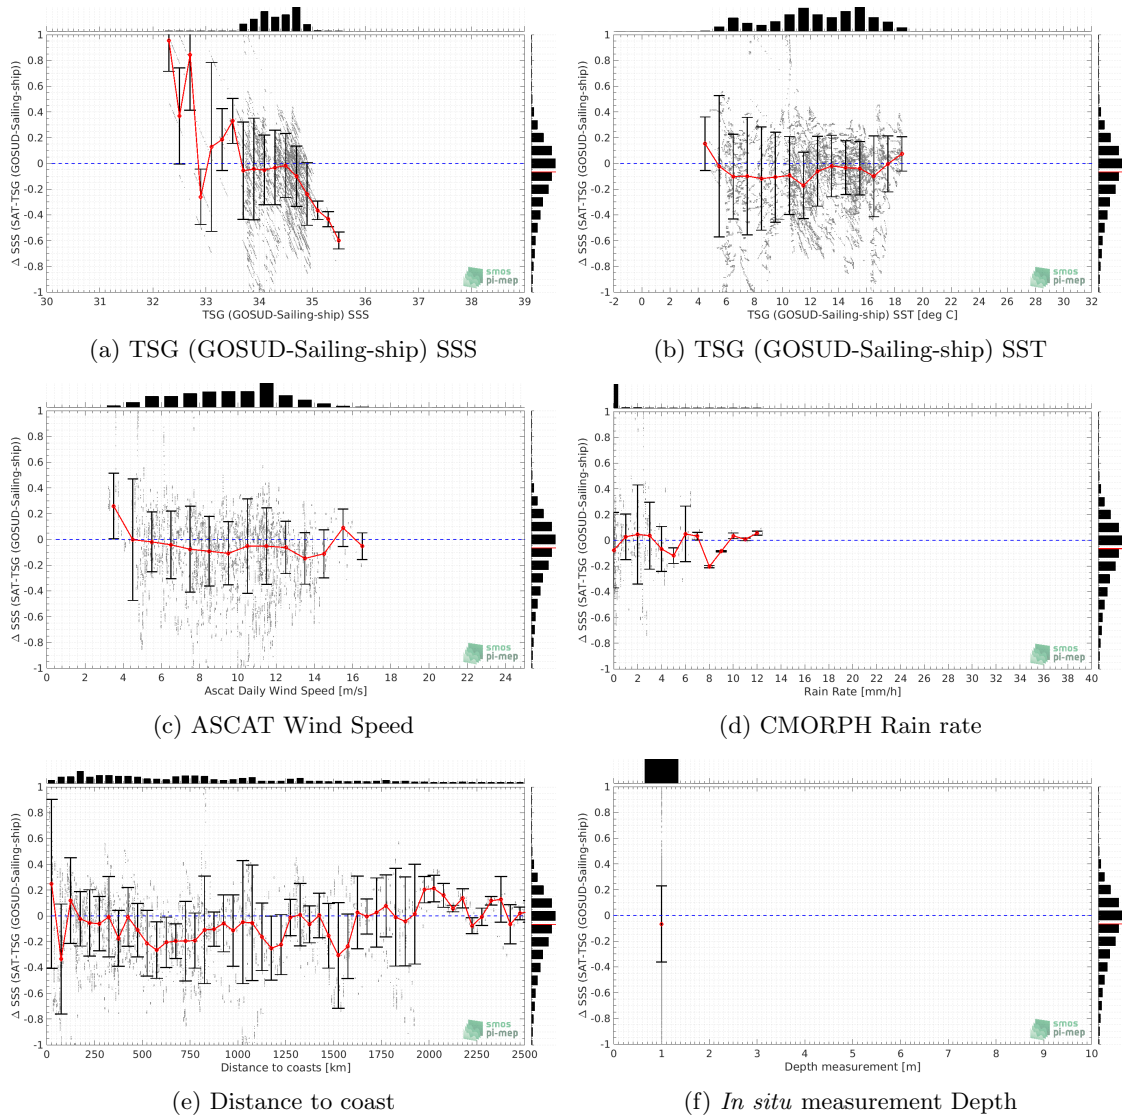 1
0.8
0.6
0.4
0.2
0
-0.2
-0.4
-0.6
-0.8
-1
Δ SSS (SAT-TSG (GOSUD-Sailing-ship))
30 31 32 33 34 35 36 37 38 39
TSG (GOSUD-Sailing-ship) SSS
smos
pi-mep
(a) TSG (GOSUD-Sailing-ship) SSS
1
0.8
0.6
0.4
0.2
0
-0.2
-0.4
-0.6
-0.8
-1
Δ SSS (SAT-TSG (GOSUD-Sailing-ship))
-2 0 2 4 6 8 10 12 14 16 18 20 22 24 26 28 30 32
TSG (GOSUD-Sailing-ship) SST [deg C]
smos
pi-mep
(b) TSG (GOSUD-Sailing-ship) SST
1
0.8
0.6
0.4
0.2
0
-0.2
-0.4
-0.6
-0.8
-1
Δ SSS (SAT-TSG (GOSUD-Sailing-ship))
0 2 4 6 8 10 12 14 16 18 20 22 24
Ascat Daily Wind Speed [m/s]
smos
pi-mep
(c) ASCAT Wind Speed
1
0.8
0.6
0.4
0.2
0
-0.2
-0.4
-0.6
-0.8
-1
Δ SSS (SAT-TSG (GOSUD-Sailing-ship))
0 2 4 6 8 10 12 14 16 18 20 22 24 26 28 30 32 34 36 38 40
Rain Rate [mm/h]
smos
pi-mep
(d) CMORPH Rain rate
1
0.8
0.6
0.4
0.2
0
-0.2
-0.4
-0.6
-0.8
-1
Δ SSS (SAT-TSG (GOSUD-Sailing-ship))
0 250 500 750 1000 1250 1500 1750 2000 2250 2500
Distance to coasts [km]
smos
pi-mep
(e) Distance to coast
1
0.8
0.6
0.4
0.2
0
-0.2
-0.4
-0.6
-0.8
-1
Δ SSS (SAT-TSG (GOSUD-Sailing-ship))
0 1 2 3 4 5 6 7 8 9 10
Depth measurement [m]
smos
pi-mep
(f) In situ measurement Depth